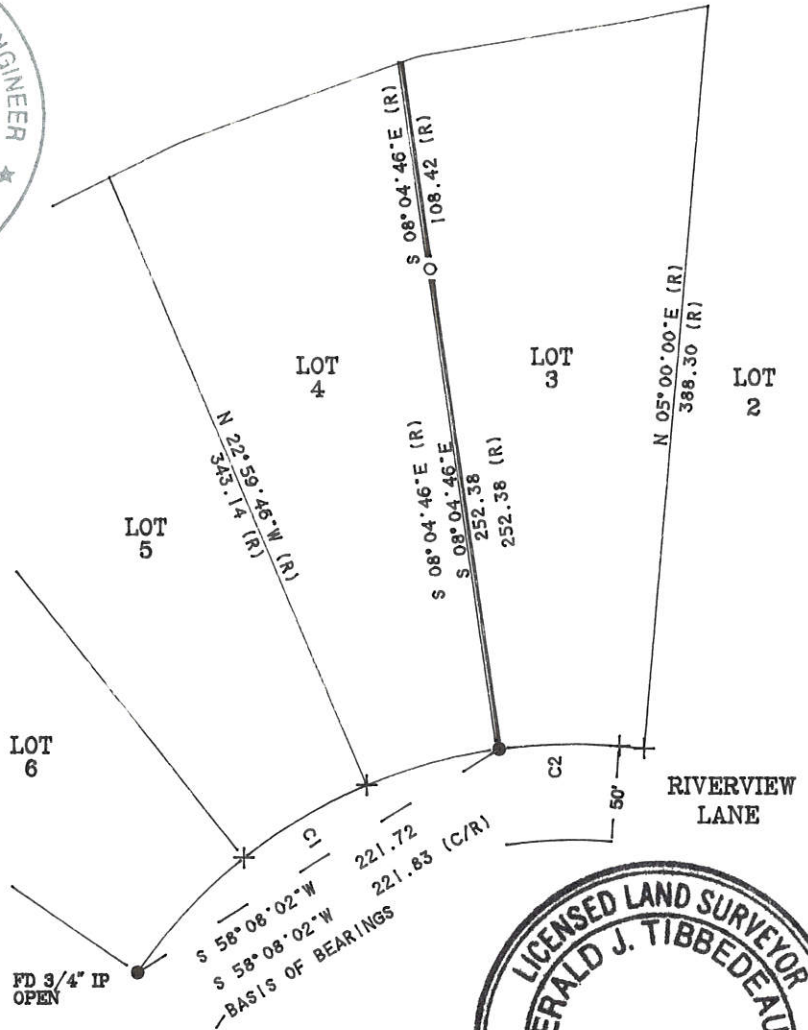 NGINEER ★
S 08°04'46"E (R)
108.42 (R)
LOT
4
LOT
3
N 05°00'00"E (R)
388.30 (R)
LOT
2
N 22°59'46"W (R)
343.14 (R)
S 08°04'46"E (R)
S 08°04'46"E
252.38
252.38 (R)
LOT
5
LOT
6
C2
50'
RIVERVIEW
LANE
C1
S 58°08'02"W 221.72
S 58°08'02"W 221.83 (C/R)
BASIS OF BEARINGS
FD 3/4" IP
OPEN
LICENSED LAND SURVEYOR
ERALD J. TIBBEDEAU